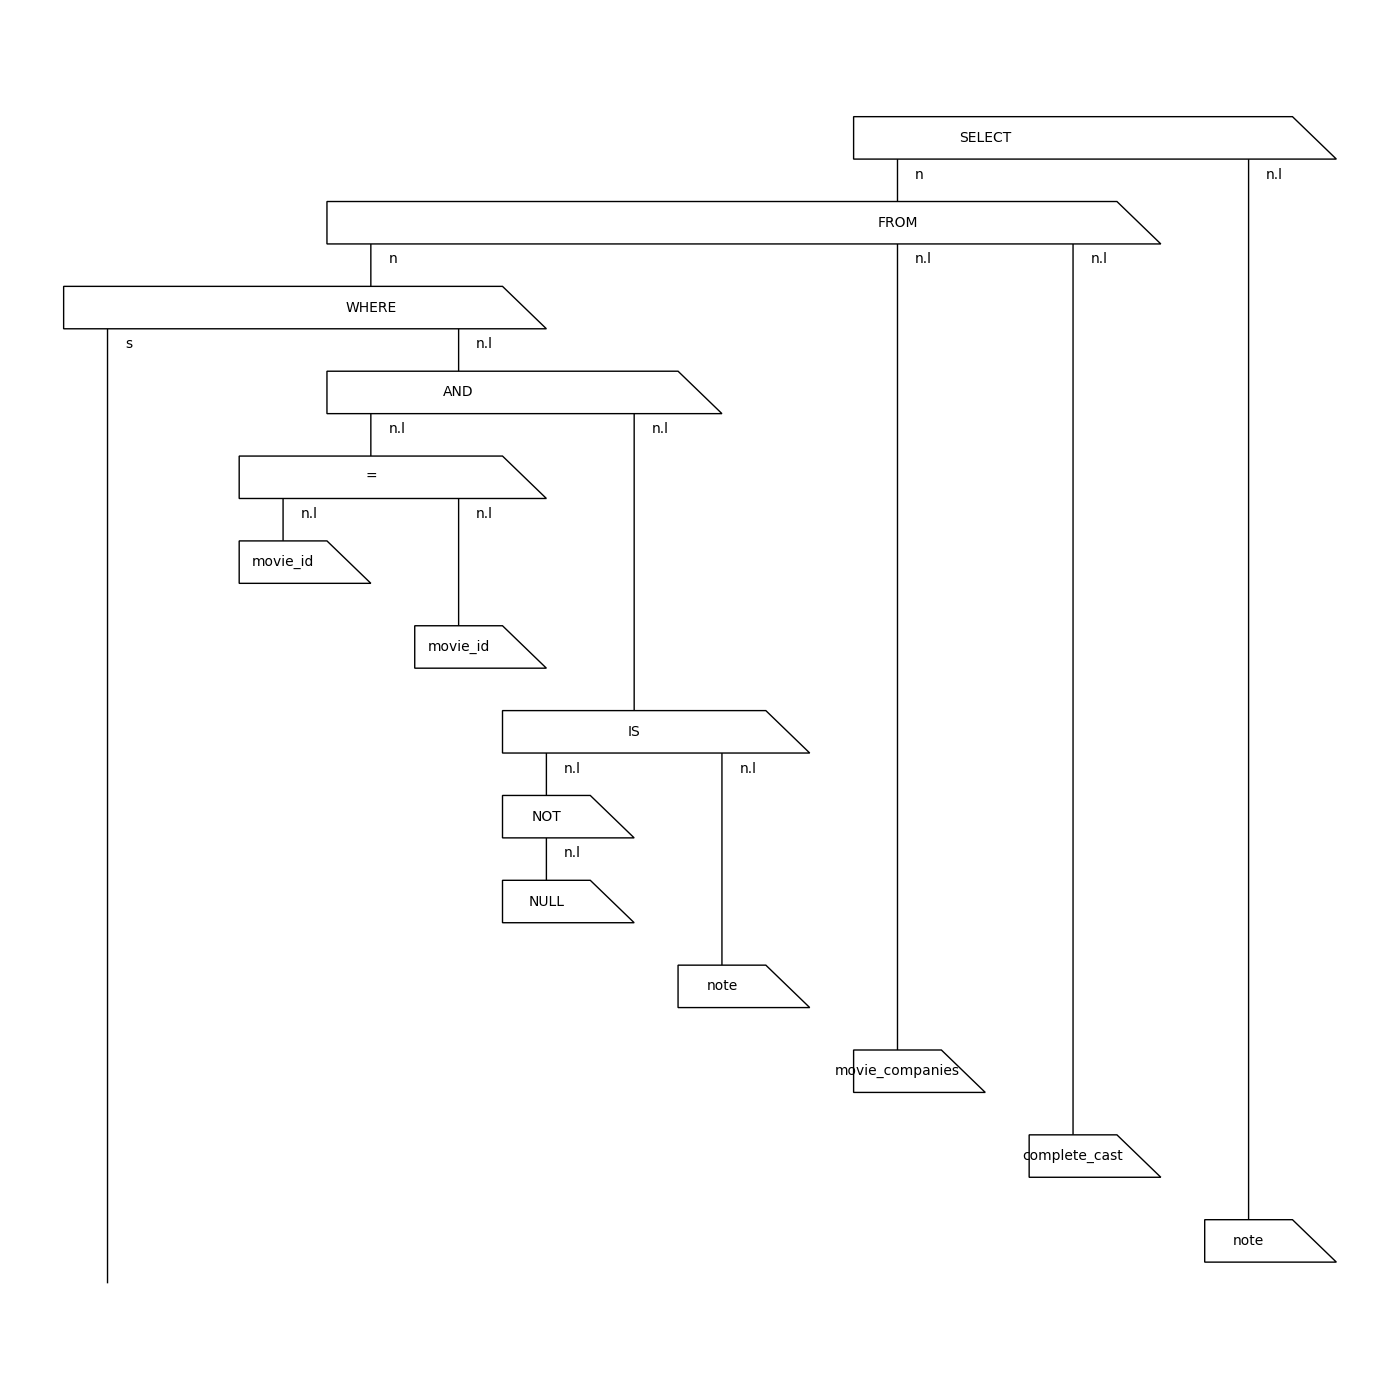 SELECT
n n.l
FROM
n n.l n.l
WHERE
s n.l
AND
n.l n.l
=
n.l n.l
movie_id
movie_id
IS
n.l n.l
NOT
n.l
NULL
note
movie_companies
complete_cast
note